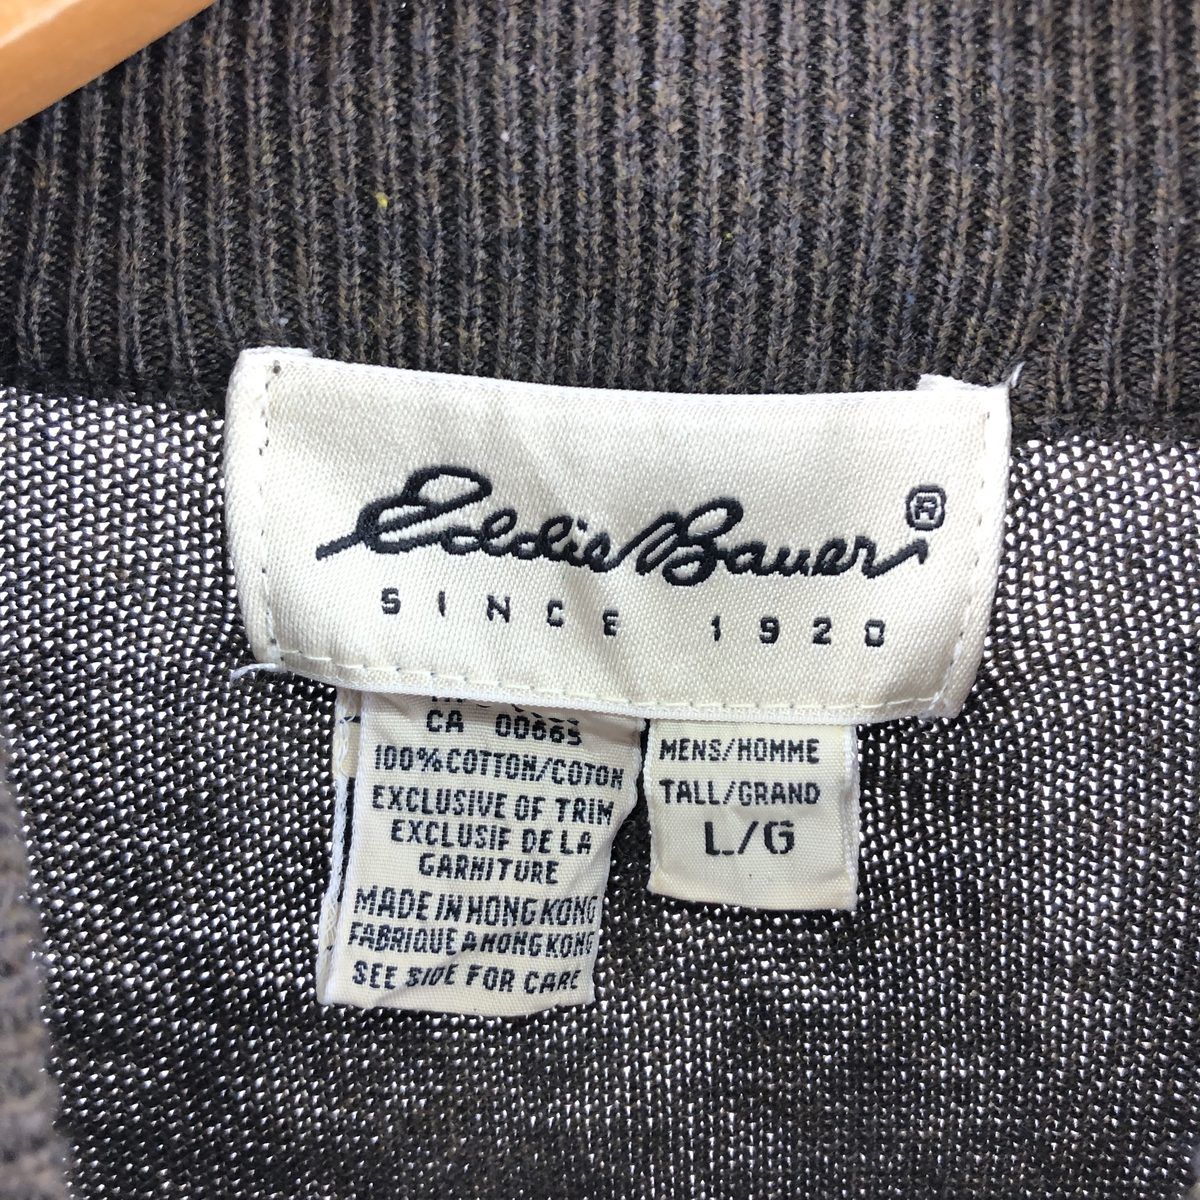 Eddie Bauer ®
SINCE 1920
CA 00665
100% COTTON/COTON
EXCLUSIVE OF TRIM
EXCLUSIF DE LA
GARNITURE
MADE IN HONG KONG
FABRIQUE A HONG KONG
SEE SIDE FOR CARE
MENS/HOMME
TALL/GRAND
L/G